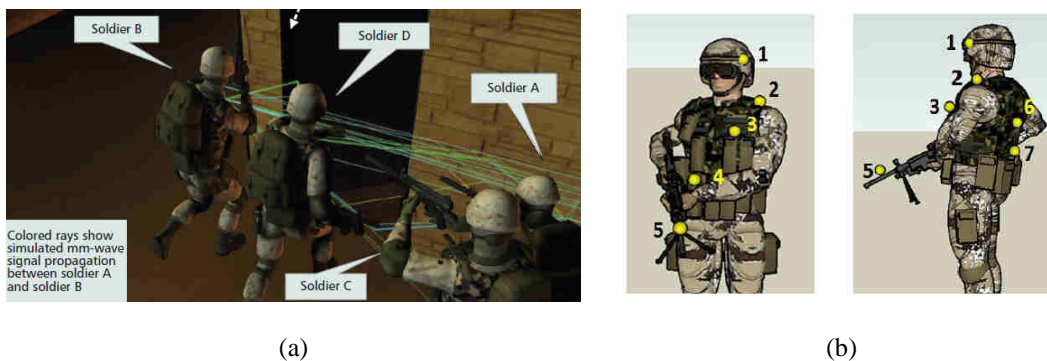 Soldier B
Soldier D
Soldier A
Colored rays show
simulated mm-wave
signal propagation
between soldier A
and soldier B
Soldier C
1
2
3
4
5
1
2
3
6
7
5
(a)
(b)